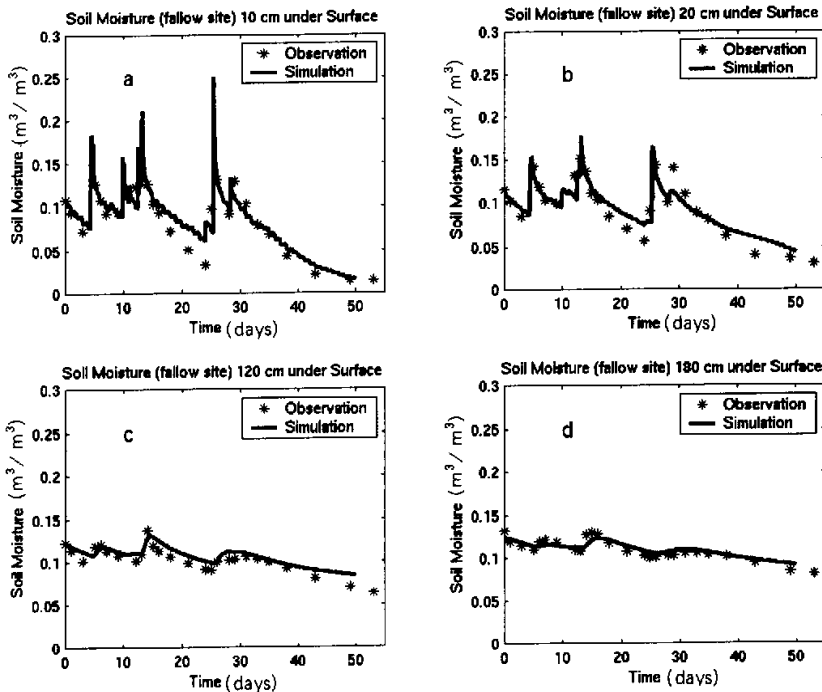 Soil Moisture (fallow site) 10 cm under Surface
Soil Moisture (m³/ m³)
0.3
0.25
0.2
0.15
0.1
0.05
0
Observation
Simulation
a
0 10 20 30 40 50
Time (days)
Soil Moisture (fallow site) 20 cm under Surface
Soil Moisture (m³/ m³)
0.3
0.25
0.2
0.15
0.1
0.05
0
Observation
Simulation
b
0 10 20 30 40 50
Time (days)
Soil Moisture (fallow site) 120 cm under Surface
Soil Moisture (m³/ m³)
0.3
0.25
0.2
0.15
0.1
0.05
0
Observation
Simulation
c
0 10 20 30 40 50
Time (days)
Soil Moisture (fallow site) 180 cm under Surface
Soil Moisture (m³/ m³)
0.3
0.25
0.2
0.15
0.1
0.05
0
Observation
Simulation
d
0 10 20 30 40 50
Time (days)